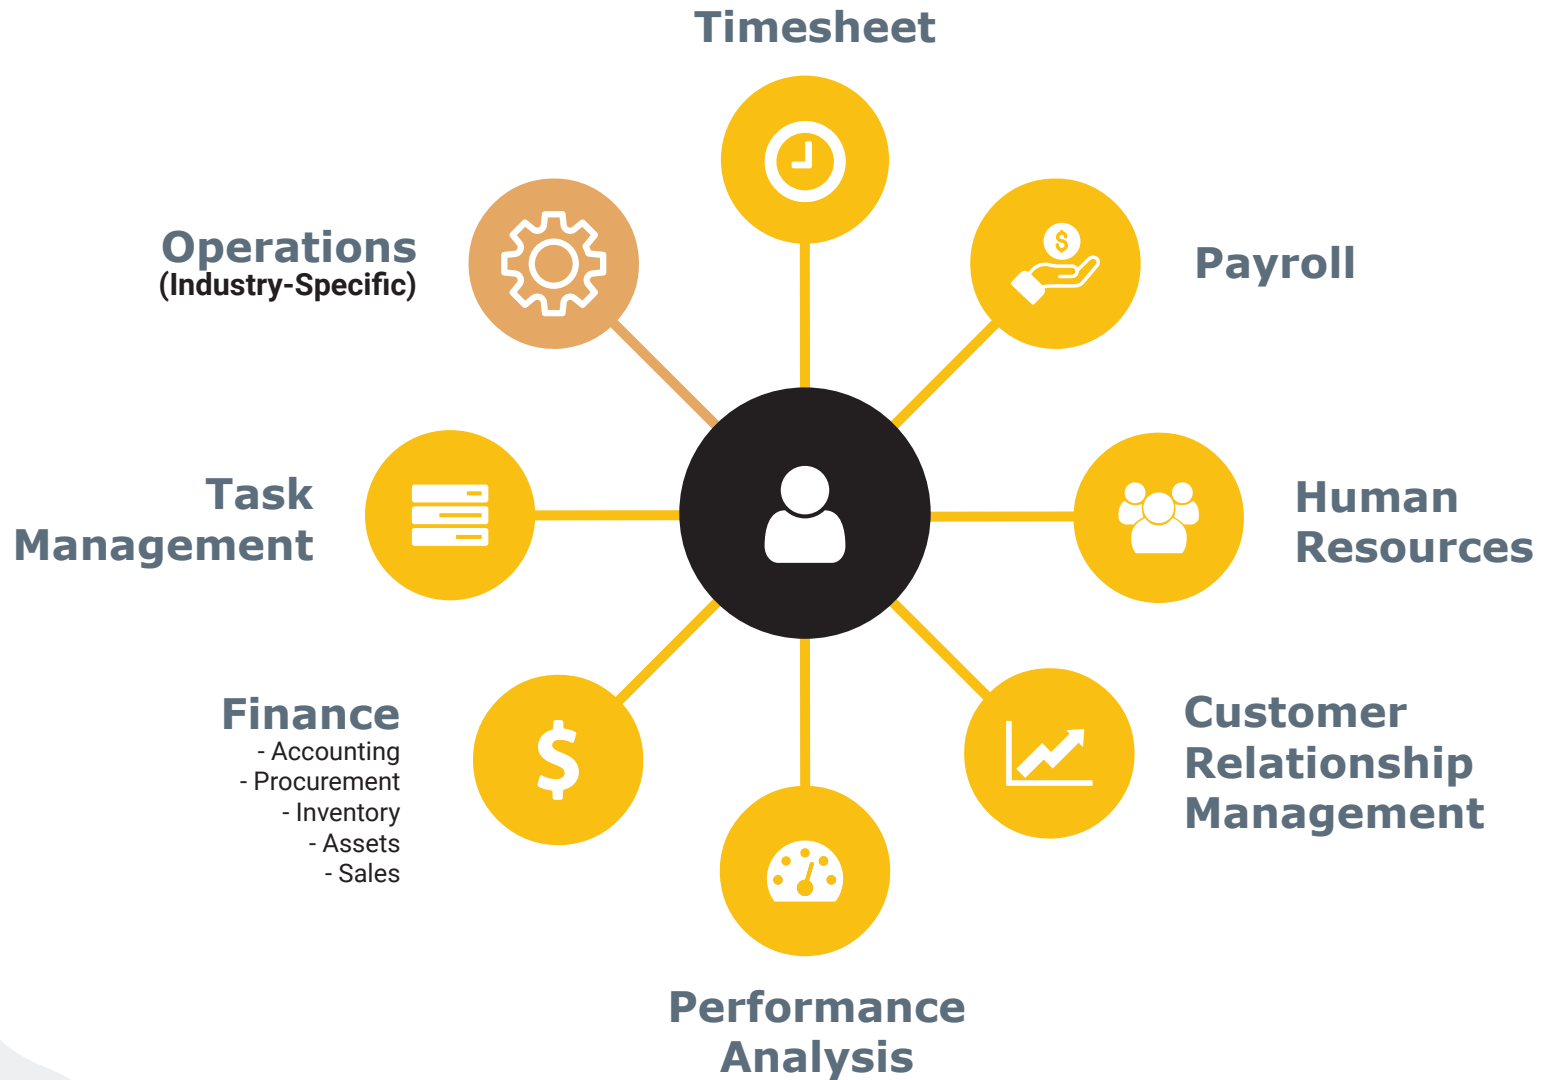 Timesheet
Operations
(Industry-Specific)
$
Payroll
Task
Management
Human
Resources
Finance
- Accounting
- Procurement
- Inventory
- Assets
- Sales
$
Customer
Relationship
Management
Performance
Analysis